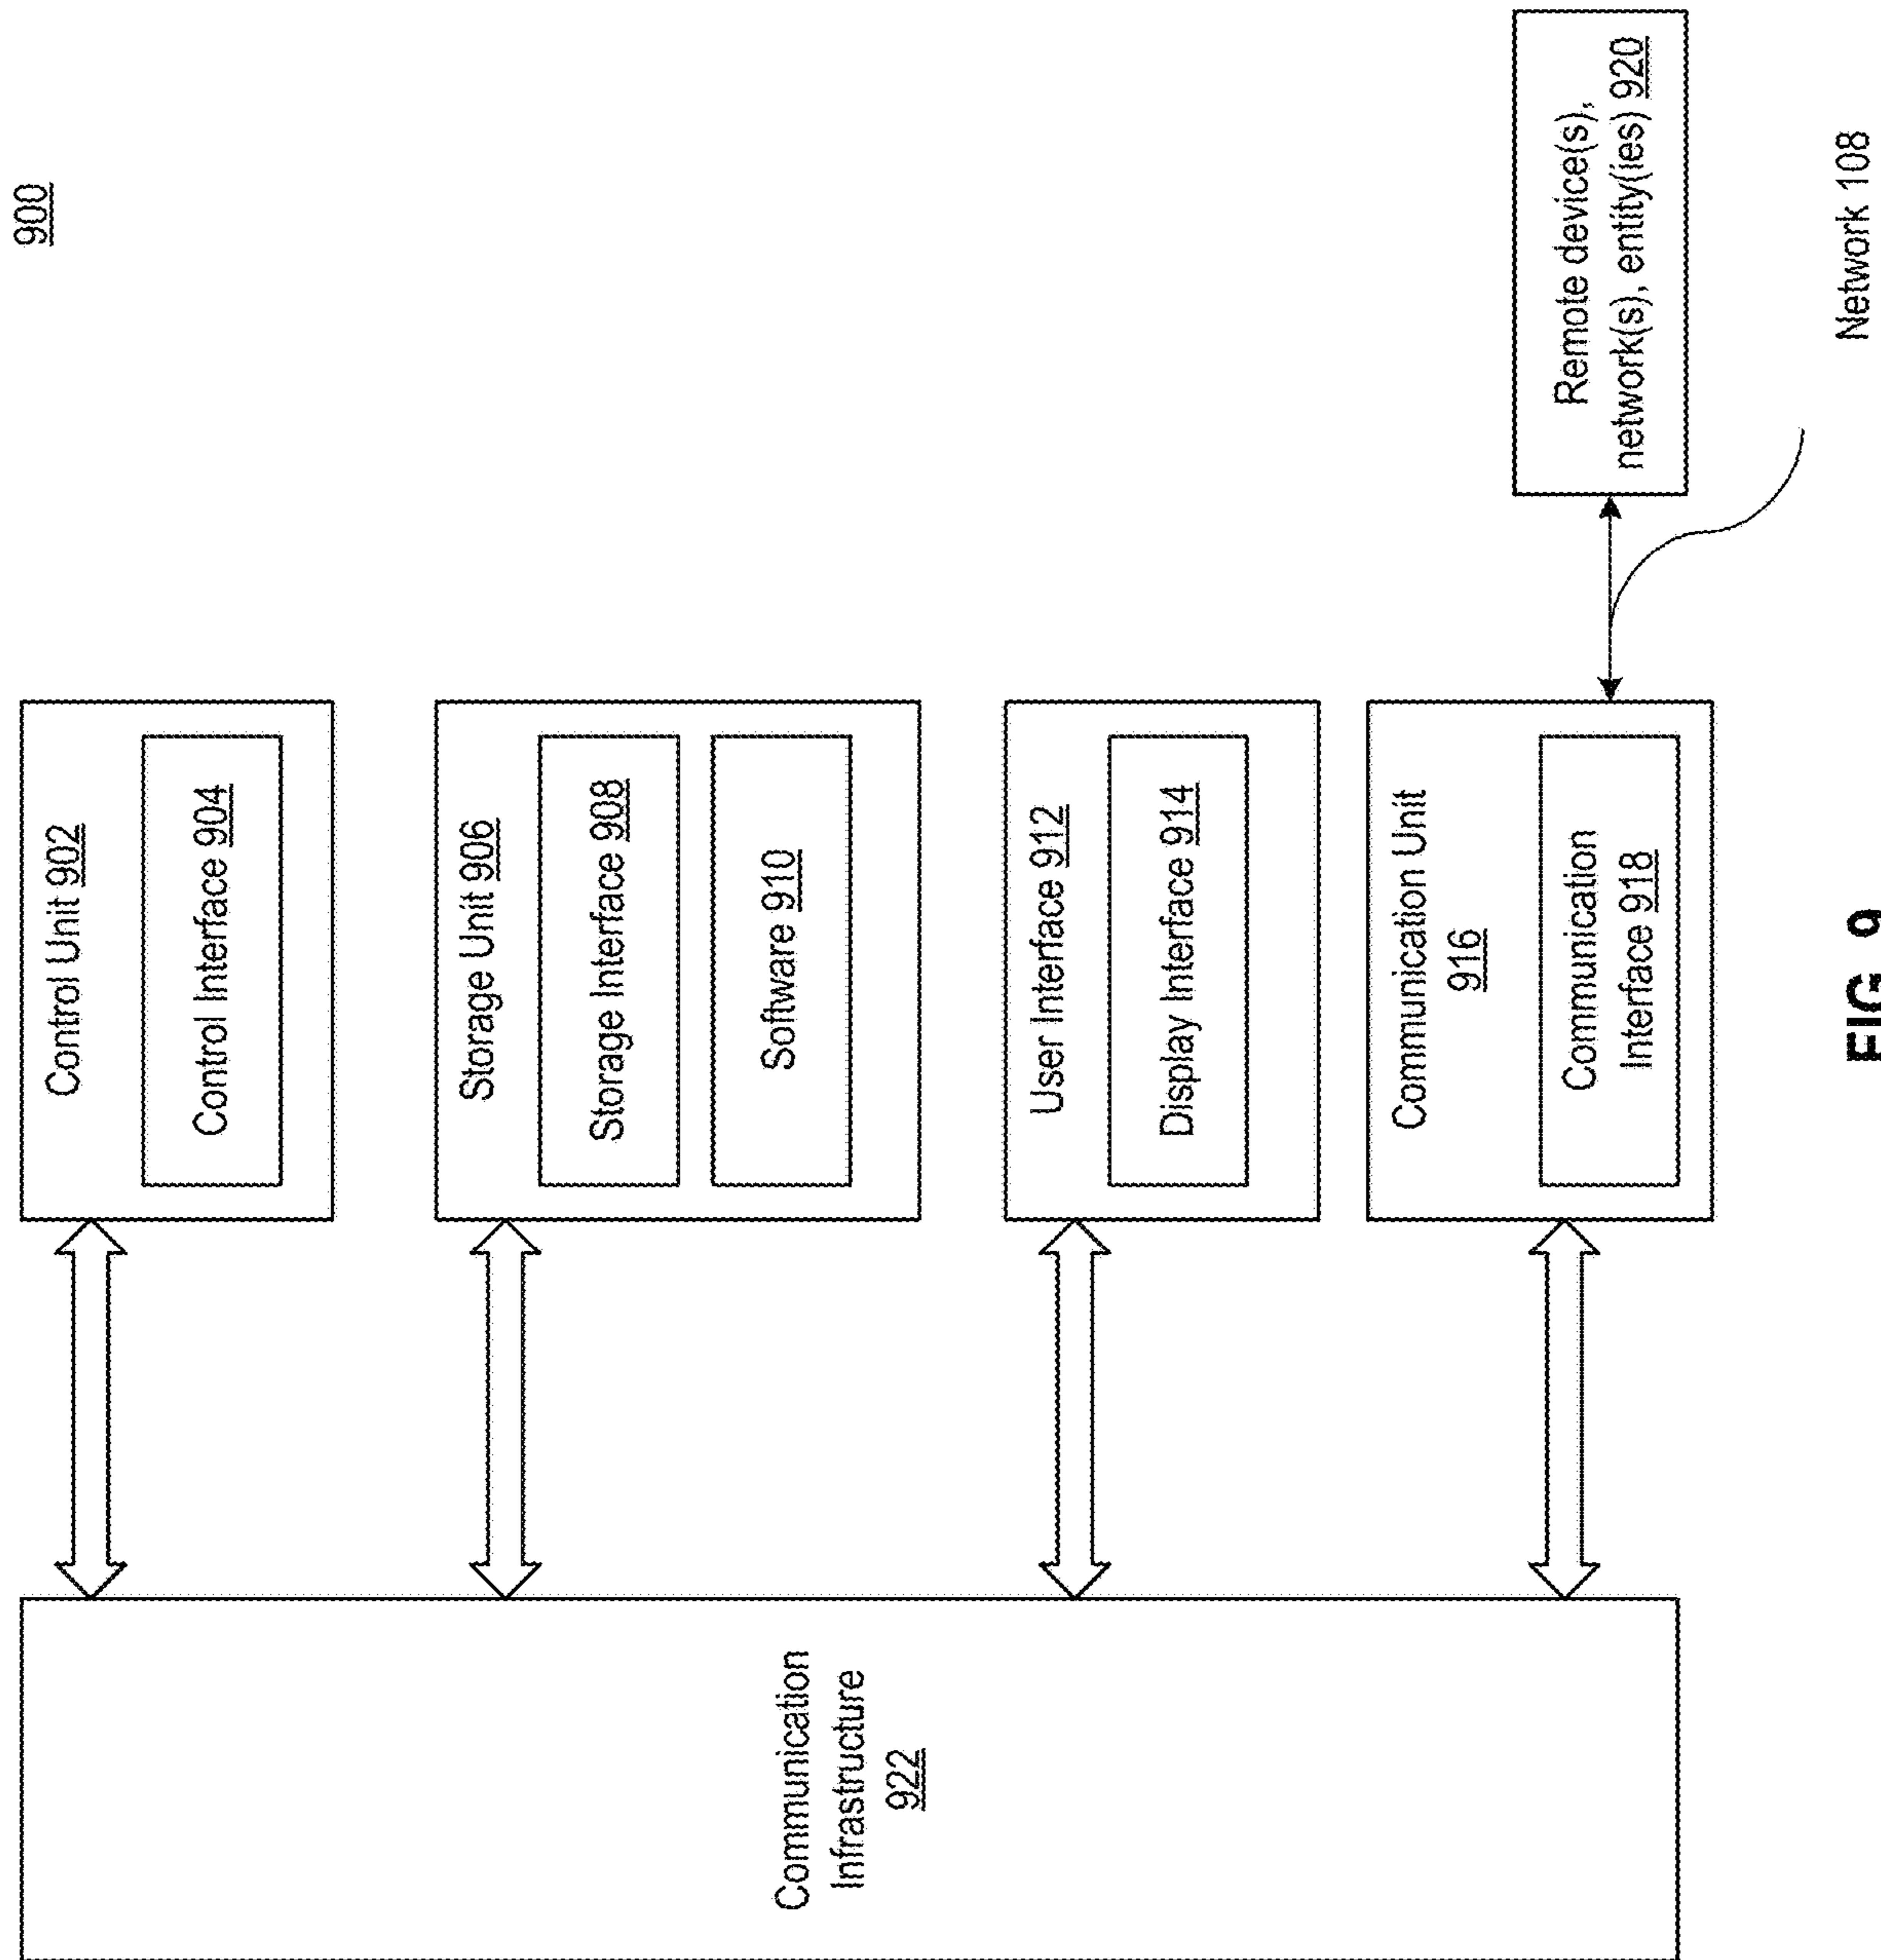 900
Communication
Infrastructure
922
Control Unit 902
Control Interface 904
Storage Unit 906
Storage Interface 908
Software 910
User Interface 912
Display Interface 914
Communication Unit
916
Communication
Interface 918
Remote device(s),
network(s), entity(ies) 920
Network 108
FIG. 9